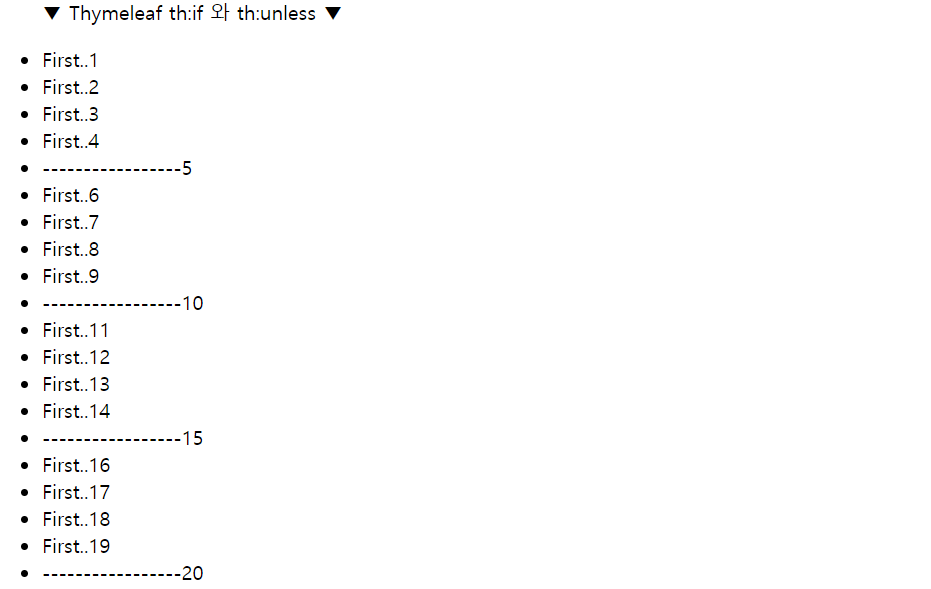 ▼ Thymeleaf th:if 와 th:unless ▼
• First..1
• First..2
• First..3
• First..4
• -----------------5
• First..6
• First..7
• First..8
• First..9
• -----------------10
• First..11
• First..12
• First..13
• First..14
• -----------------15
• First..16
• First..17
• First..18
• First..19
• -----------------20